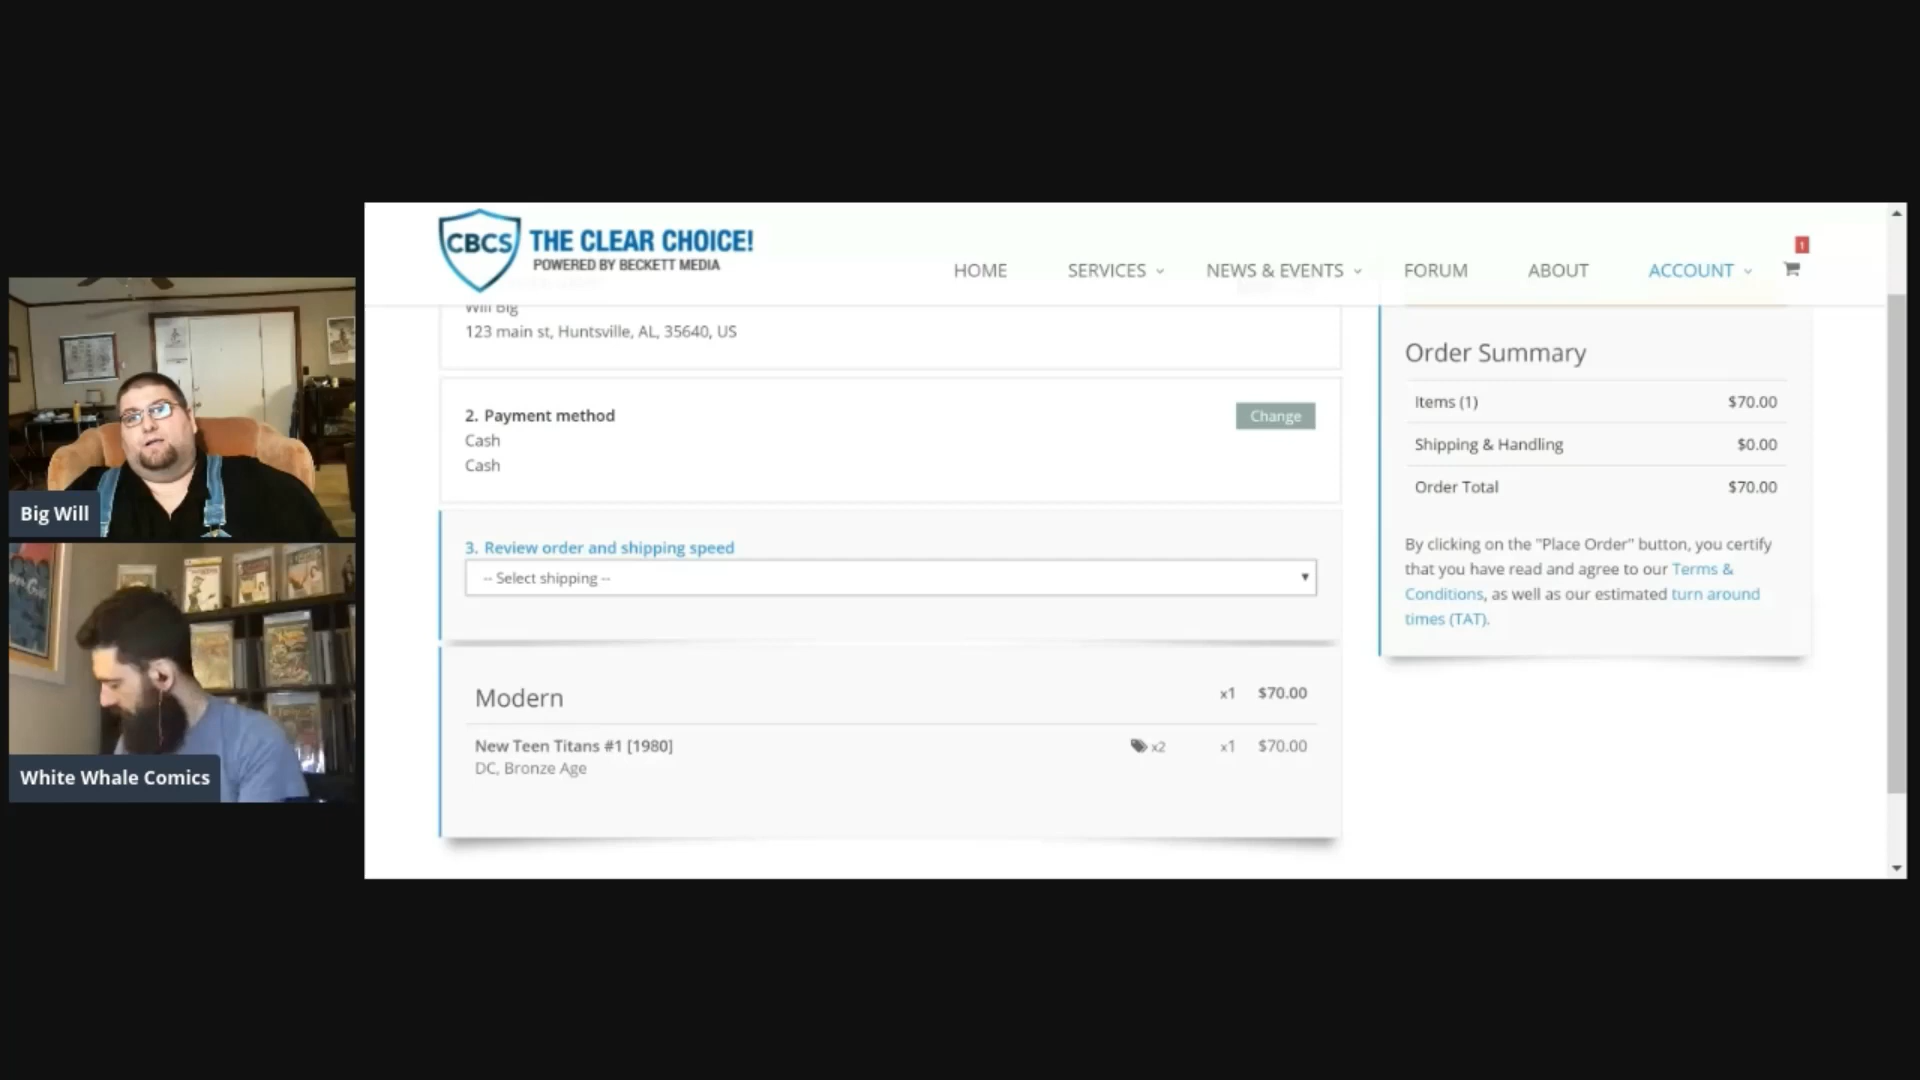 CBCS
THE CLEAR CHOICE!
POWERED BY BECKETT MEDIA
HOME
SERVICES
NEWS & EVENTS
FORUM
ABOUT
ACCOUNT
1
Will Big
123 main st, Huntsville, AL, 35640, US
2. Payment method
Change
Cash
Cash
3. Review order and shipping speed
-- Select shipping --
Modern
x1 $70.00
New Teen Titans #1 [1980]
x2 x1 $70.00
DC, Bronze Age
Order Summary
Items (1) $70.00
Shipping & Handling $0.00
Order Total $70.00
By clicking on the "Place Order" button, you certify
that you have read and agree to our Terms &
Conditions, as well as our estimated turn around
times (TAT).
Big Will
White Whale Comics